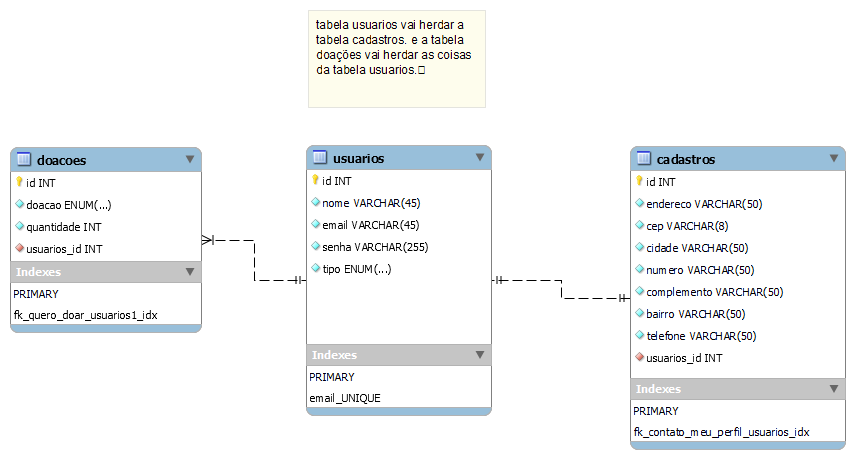 tabela usuarios vai herdar a
tabela cadastros. e a tabela
doações vai herdar as coisas
da tabela usuarios.
doacoes
id INT
doacao ENUM(...)
quantidade INT
usuarios_id INT
Indexes
PRIMARY
fk_quero_doar_usuarios1_idx
usuarios
id INT
nome VARCHAR(45)
email VARCHAR(45)
senha VARCHAR(255)
tipo ENUM(...)
Indexes
PRIMARY
email_UNIQUE
cadastros
id INT
endereco VARCHAR(50)
cep VARCHAR(8)
cidade VARCHAR(50)
numero VARCHAR(50)
complemento VARCHAR(50)
bairro VARCHAR(50)
telefone VARCHAR(50)
usuarios_id INT
Indexes
PRIMARY
fk_contato_meu_perfil_usuarios_idx